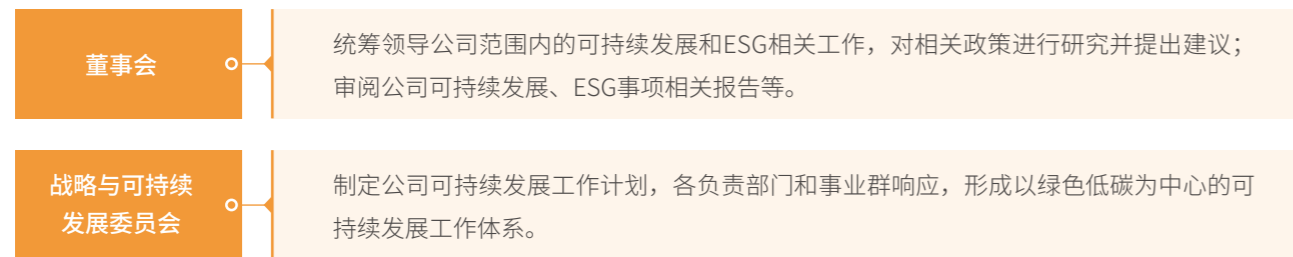 董事会
统筹领导公司范围内的可持续发展和ESG相关工作，对相关政策进行研究并提出建议；
审阅公司可持续发展、ESG事项相关报告等。
战略与可持续
发展委员会
制定公司可持续发展工作计划，各负责部门和事业群响应，形成以绿色低碳为中心的可
持续发展工作体系。